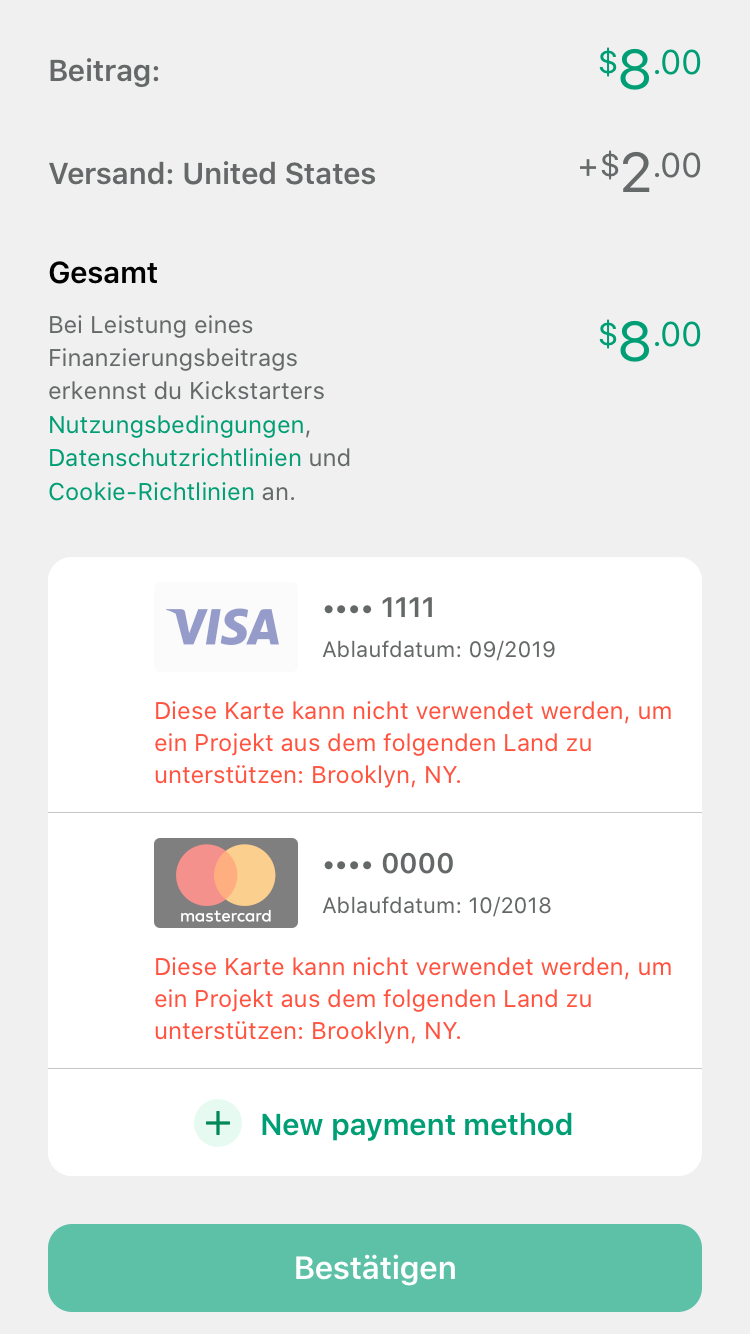 Beitrag: $8.00
Versand: United States +$2.00
Gesamt
Bei Leistung eines
Finanzierungsbeitrags
erkennst du Kickstarters
Nutzungsbedingungen,
Datenschutzrichtlinien und
Cookie-Richtlinien an.
$8.00
VISA
•••• 1111
Ablaufdatum: 09/2019
Diese Karte kann nicht verwendet werden, um
ein Projekt aus dem folgenden Land zu
unterstützen: Brooklyn, NY.
mastercard
•••• 0000
Ablaufdatum: 10/2018
Diese Karte kann nicht verwendet werden, um
ein Projekt aus dem folgenden Land zu
unterstützen: Brooklyn, NY.
+ New payment method
Bestätigen